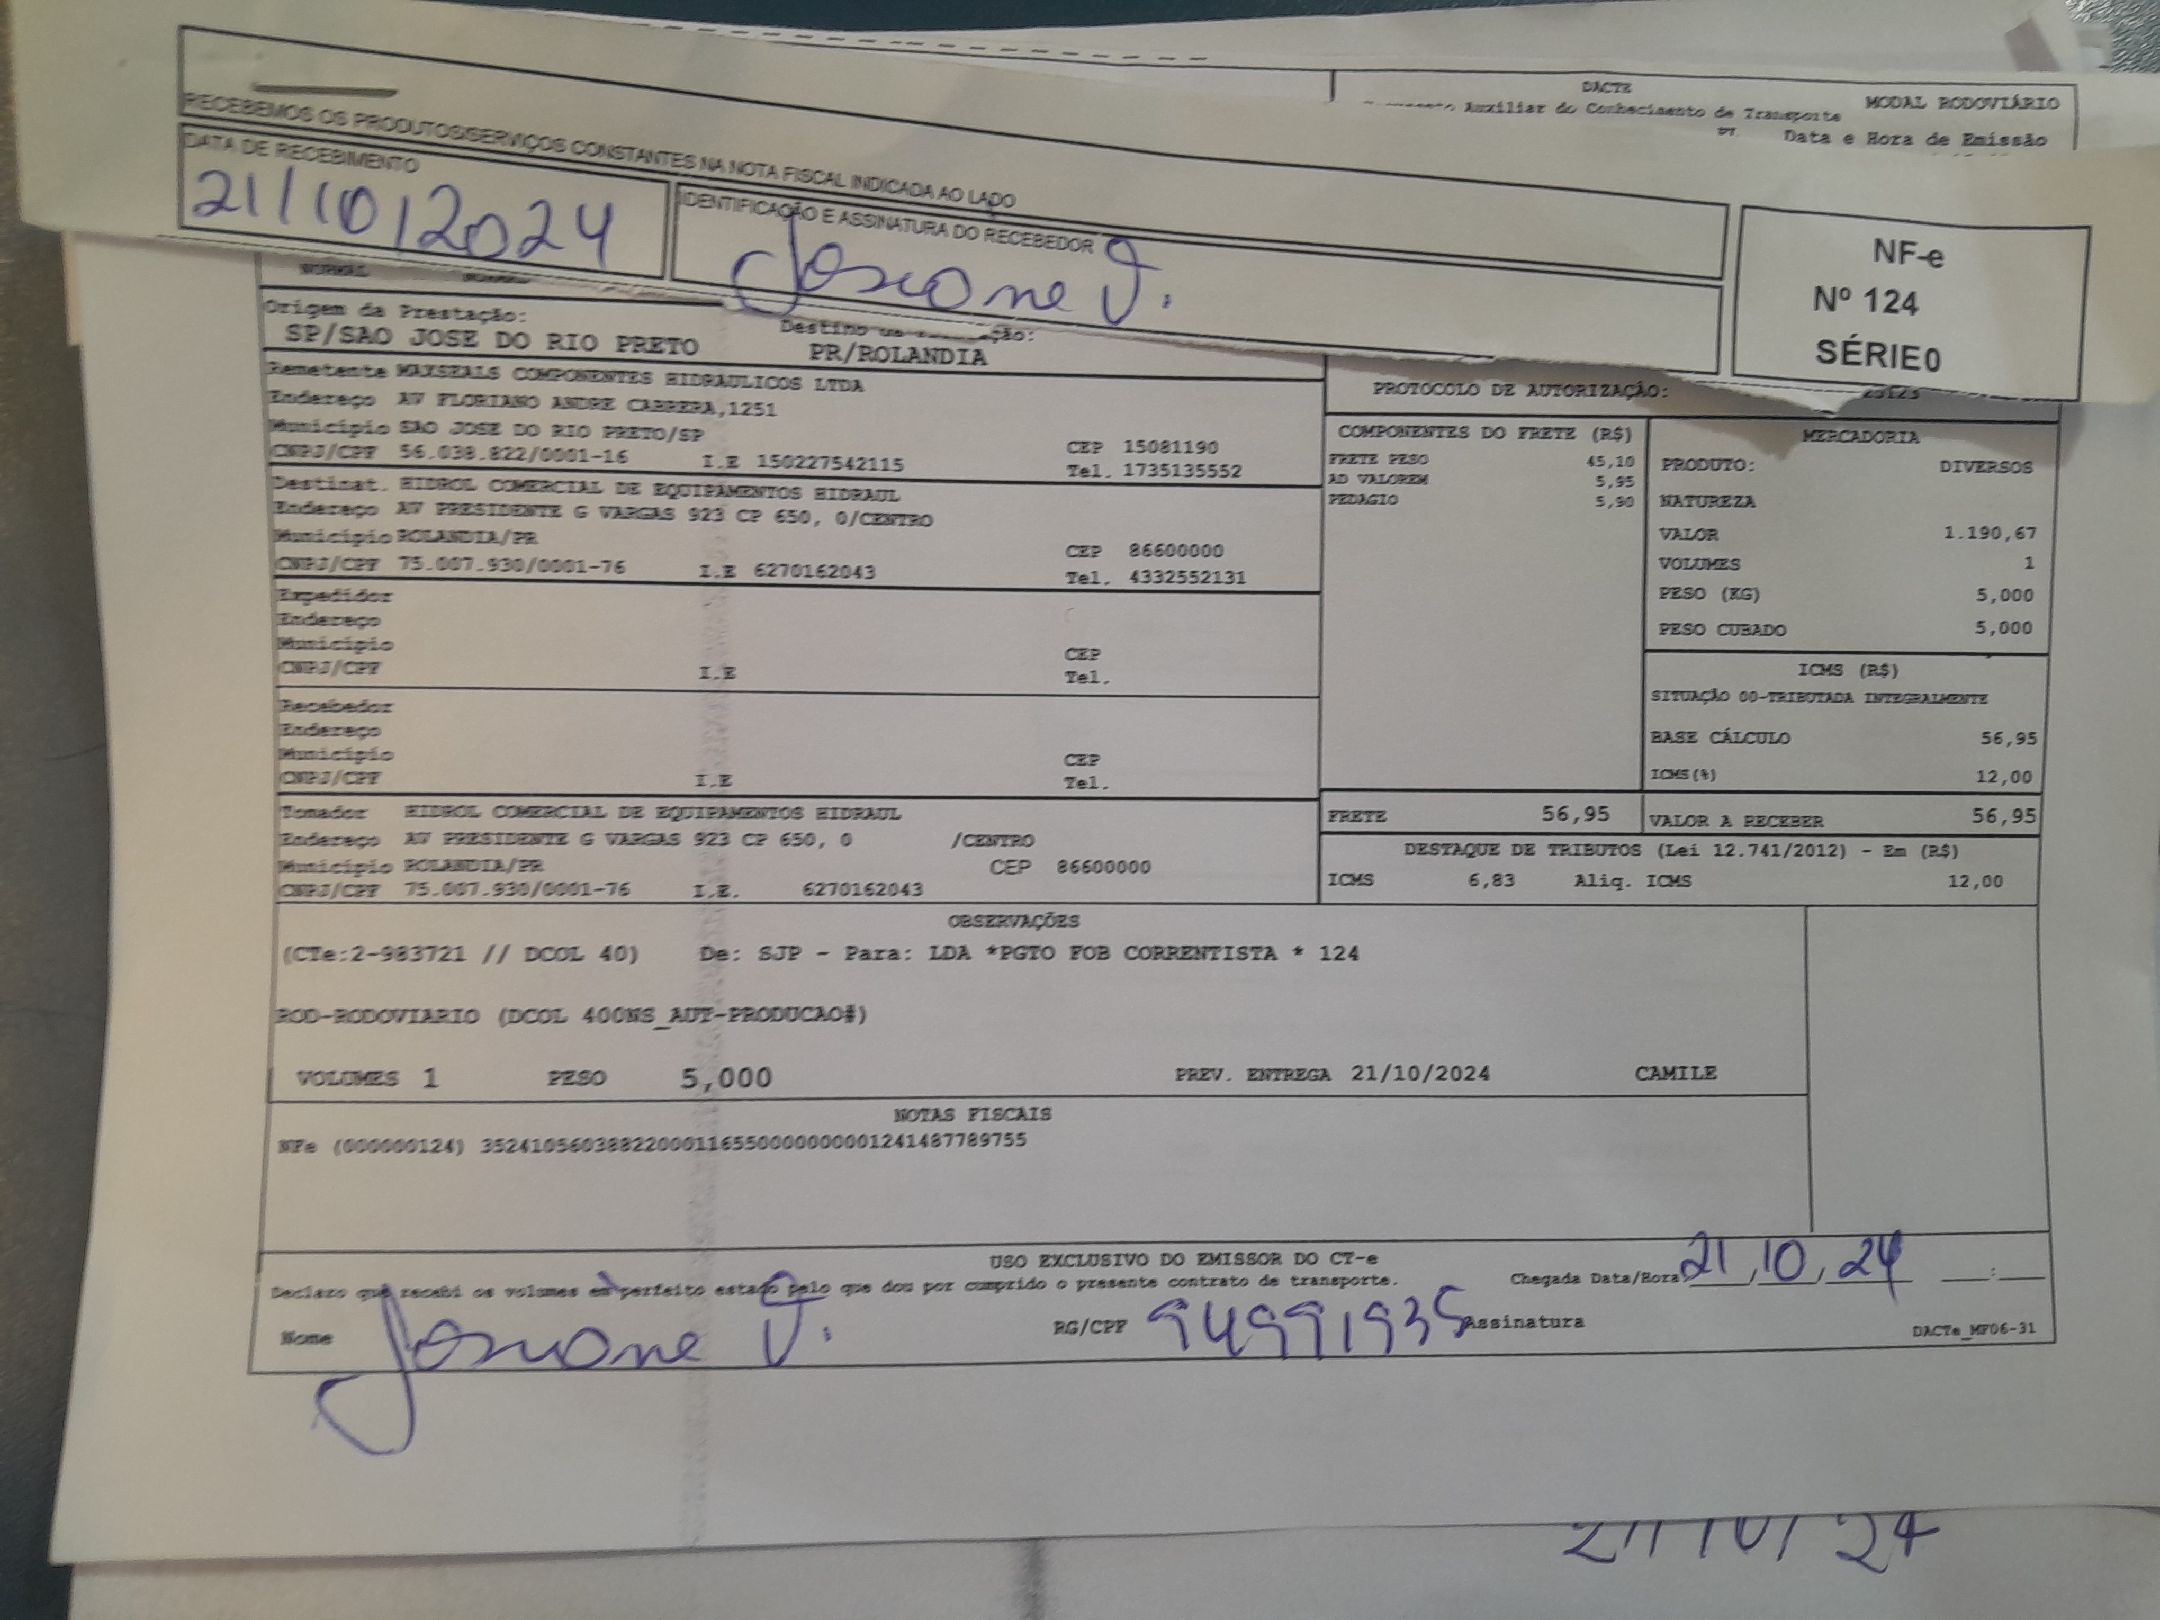 RECEBEMOS OS PRODUTOS/SERVIÇOS CONSTANTES NA NOTA FISCAL INDICADA AO LADO
DATA DE RECEBIMENTO
21/10/2024
IDENTIFICAÇÃO E ASSINATURA DO RECEBEDOR
NF-e
Nº 124
SÉRIE0
DACTE
Auxiliar do Conhecimento de Transporte
MODAL RODOVIÁRIO
Data e Hora de Emissão
NORMAL
Origem da Prestação:
SP/SAO JOSE DO RIO PRETO
Destino
PR/ROLANDIA
Remetente MAXSEALS COMPONENTES HIDRAULICOS LTDA
Endereço AV FLORIANO ANDRE CABRERA,1251
Município SAO JOSE DO RIO PRETO/SP
CEP 15081190
CNPJ/CPF 56.038.822/0001-16 I.E 150227542115
Tel. 1735135552
Destinat. HIDROL COMERCIAL DE EQUIPAMENTOS HIDRAUL
Endereço AV PRESIDENTE G VARGAS 923 CP 650, 0/CENTRO
Município ROLANDIA/PR
CEP 86600000
CNPJ/CPF 75.007.930/0001-76 I.E 6270162043
Tel. 4332552131
Expedidor
Endereço
Município
CEP
CNPJ/CPF I.E
Tel.
Recebedor
Endereço
Município
CEP
CNPJ/CPF I.E
Tel.
Tomador HIDROL COMERCIAL DE EQUIPAMENTOS HIDRAUL
Endereço AV PRESIDENTE G VARGAS 923 CP 650, 0 /CENTRO
Município ROLANDIA/PR CEP 86600000
CNPJ/CPF 75.007.930/0001-76 I.E. 6270162043
PROTOCOLO DE AUTORIZAÇÃO:
COMPONENTES DO FRETE (R$)
FRETE PESO 45,10
AD VALOREM 5,95
PEDAGIO 5,90
MERCADORIA
PRODUTO: DIVERSOS
NATUREZA
VALOR 1.190,67
VOLUMES 1
PESO (KG) 5,000
PESO CUBADO 5,000
ICMS (R$)
SITUAÇÃO 00-TRIBUTADA INTEGRALMENTE
BASE CÁLCULO 56,95
ICMS(%) 12,00
FRETE 56,95
VALOR A RECEBER 56,95
DESTAQUE DE TRIBUTOS (Lei 12.741/2012) - Em (R$)
ICMS 6,83 Aliq. ICMS 12,00
OBSERVAÇÕES
(CTe:2-983721 // DCOL 40) De: SJP - Para: LDA *PGTO FOB CORRENTISTA * 124
ROD-RODOVIARIO (DCOL 400NS_AUT-PRODUCAO#)
VOLUMES 1 PESO 5,000 PREV. ENTREGA 21/10/2024 CAMILE
NOTAS FISCAIS
NFe (000000124) 35241056038822000116550000000001241487789755
USO EXCLUSIVO DO EMISSOR DO CT-e
Declaro que recebi os volumes em perfeito estado pelo que dou por cumprido o presente contrato de transporte.
Chegada Data/Hora 21/10/24 __:__
Nome
RG/CPF 94991935
Assinatura
DACTe_MF06-31
21/10/24